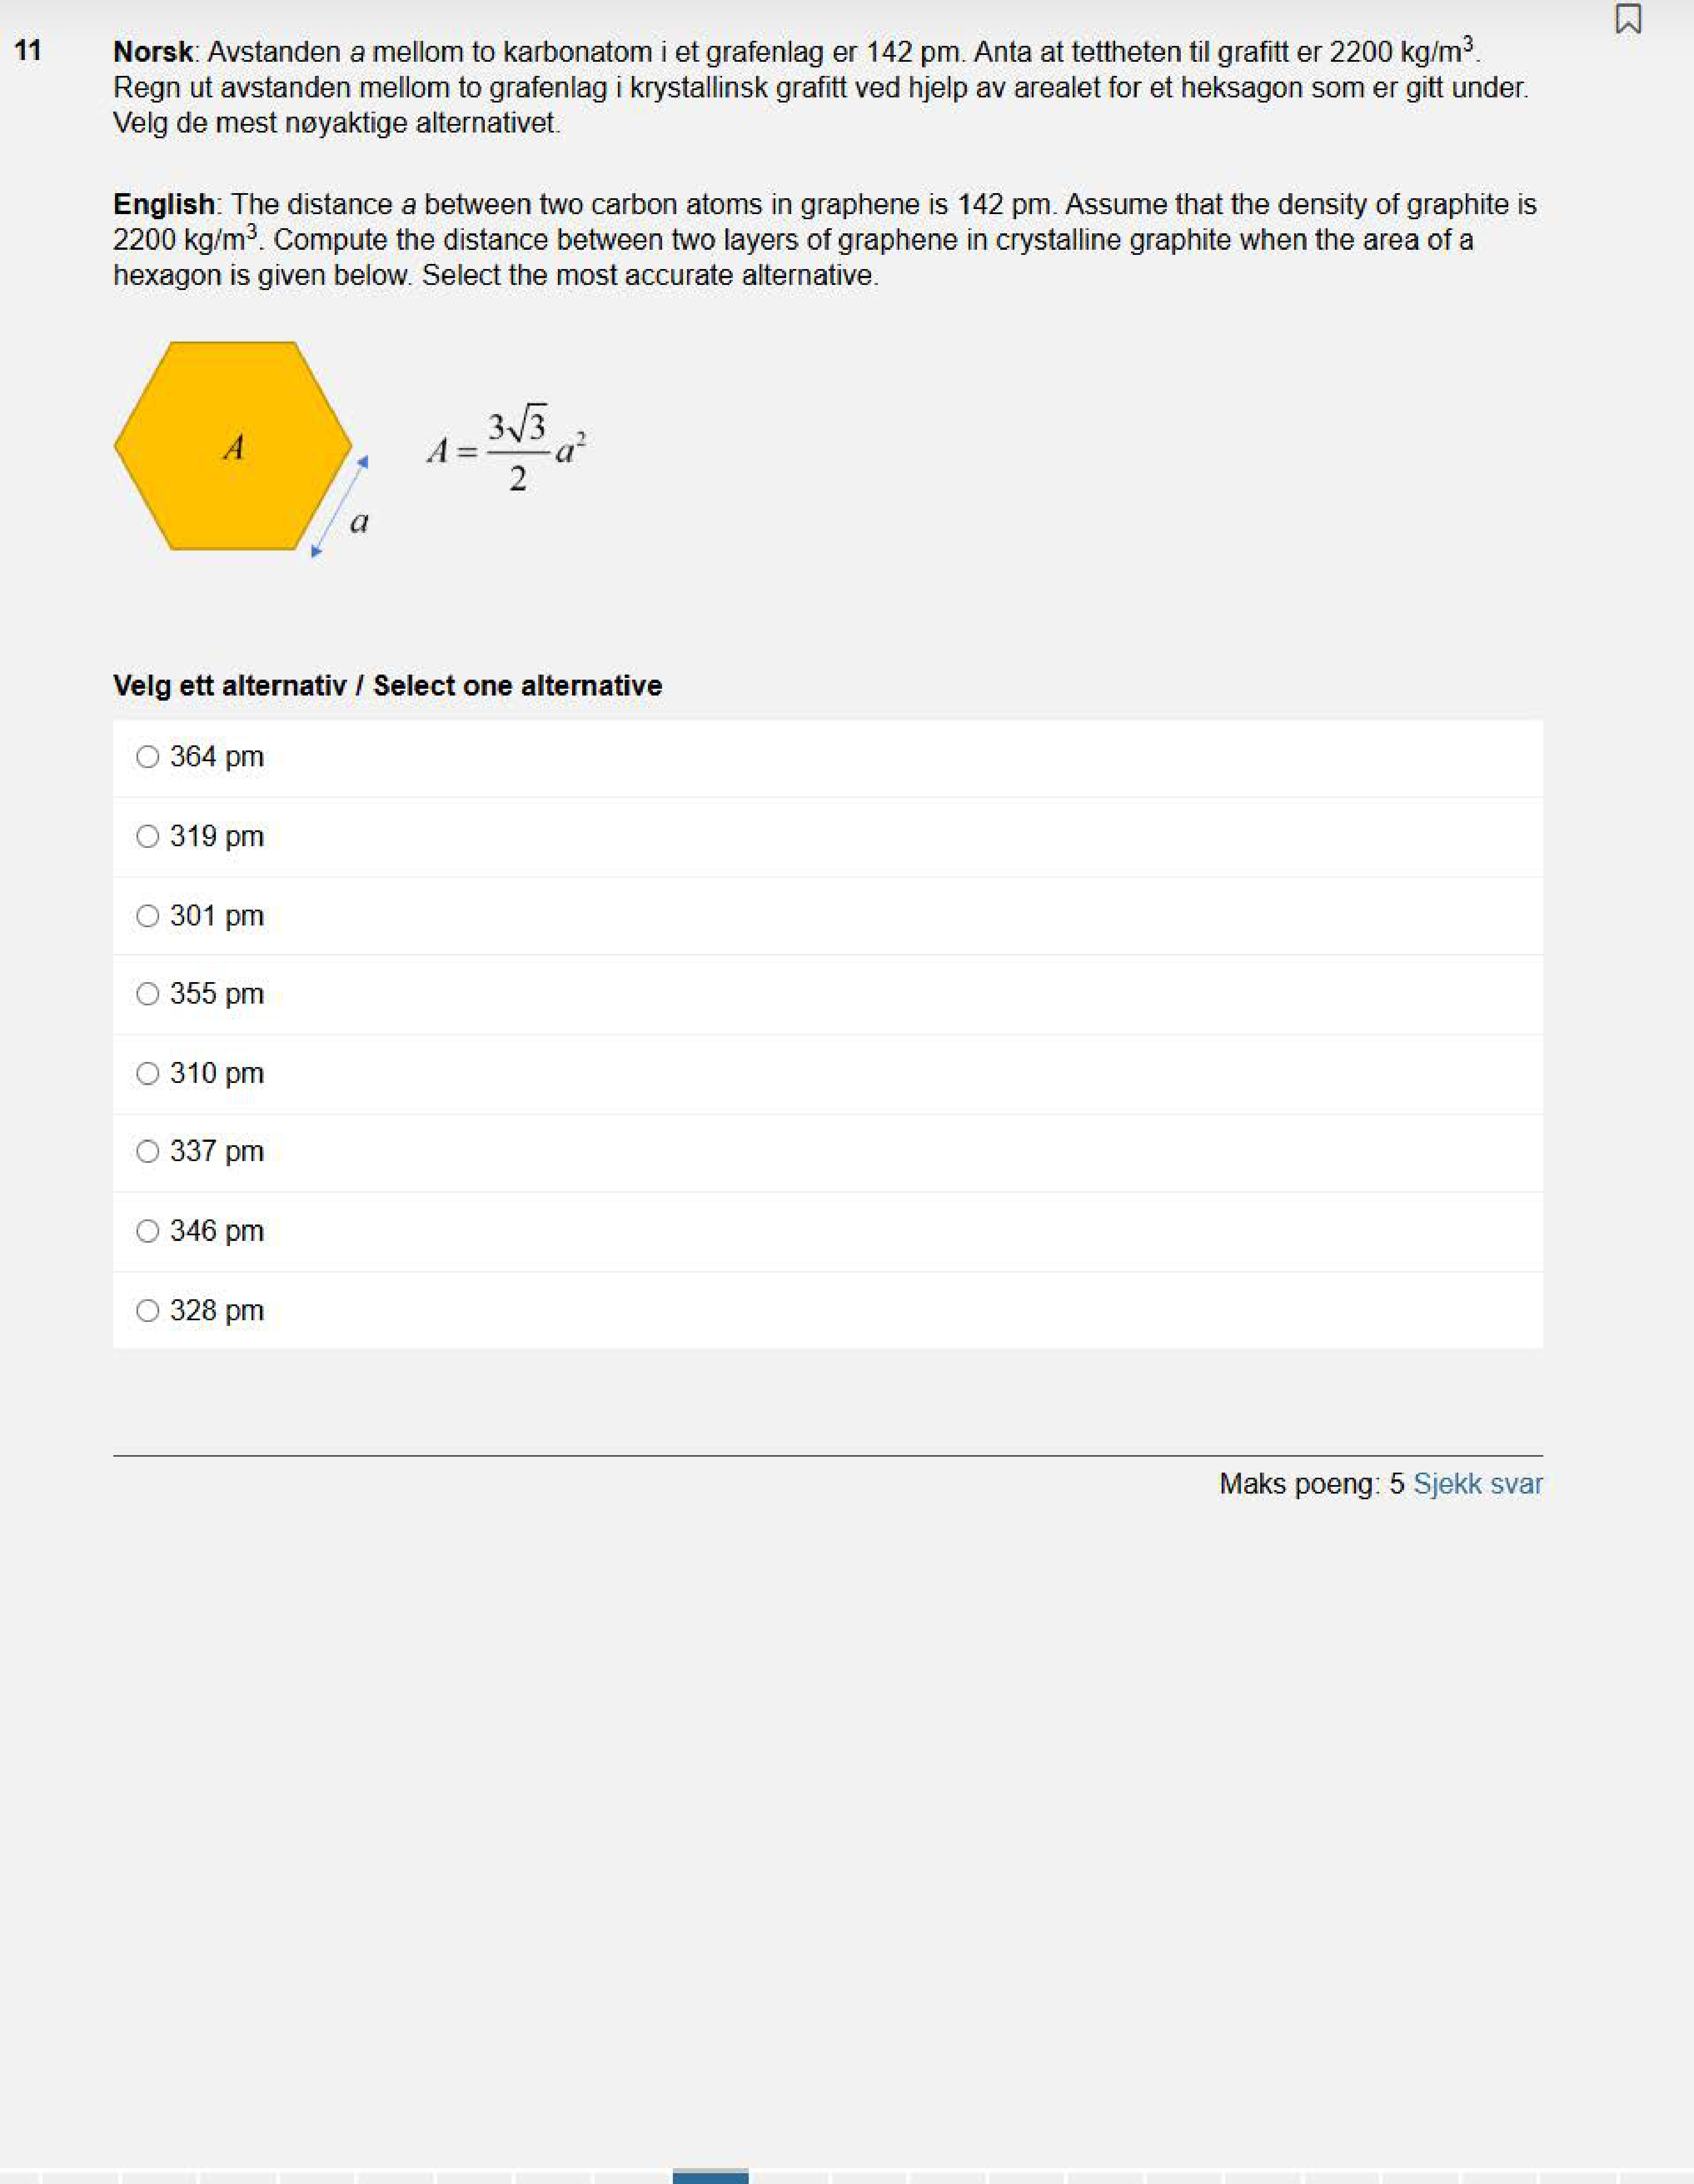 11
Norsk: Avstanden a mellom to karbonatom i et grafenlag er 142 pm. Anta at tettheten til grafitt er 2200 kg/m³.
Regn ut avstanden mellom to grafenlag i krystallinsk grafitt ved hjelp av arealet for et heksagon som er gitt under.
Velg de mest nøyaktige alternativet.
English: The distance a between two carbon atoms in graphene is 142 pm. Assume that the density of graphite is
2200 kg/m³. Compute the distance between two layers of graphene in crystalline graphite when the area of a
hexagon is given below. Select the most accurate alternative.
A
a
A = 3√3/2 a²
Velg ett alternativ / Select one alternative
364 pm
319 pm
301 pm
355 pm
310 pm
337 pm
346 pm
328 pm
Maks poeng: 5 Sjekk svar